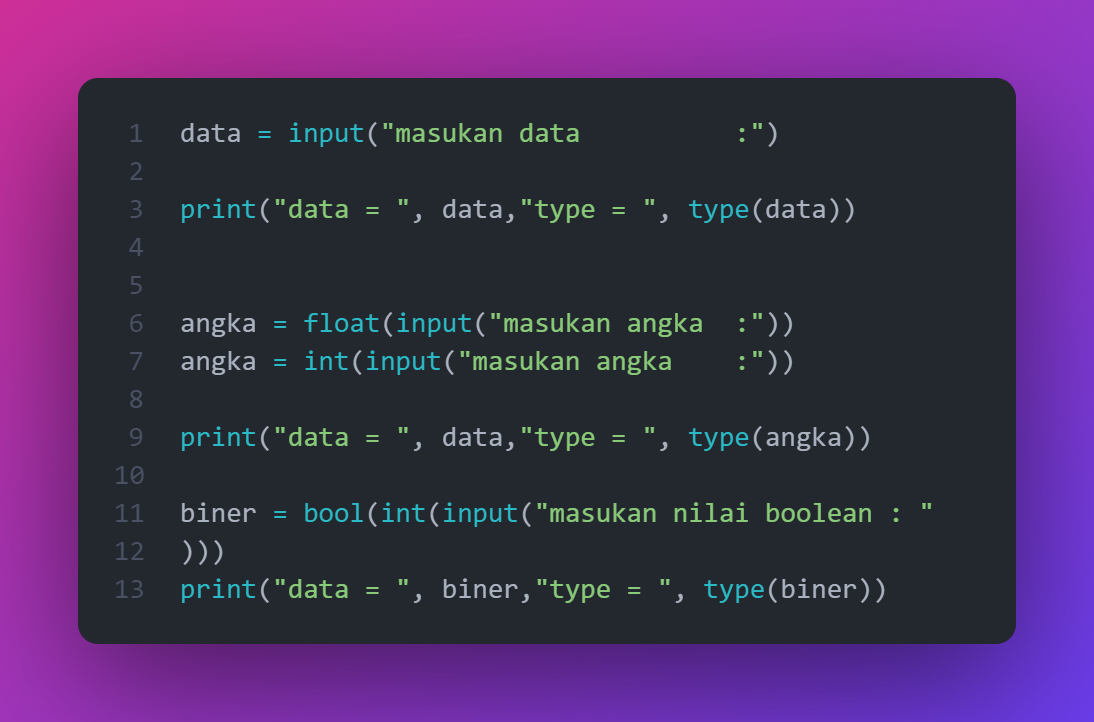 1 data = input("masukan data          :")
2
3 print("data = ", data,"type = ", type(data))
4
5
6 angka = float(input("masukan angka  :"))
7 angka = int(input("masukan angka    :"))
8
9 print("data = ", data,"type = ", type(angka))
10
11 biner = bool(int(input("masukan nilai boolean : "
12 )))
13 print("data = ", biner,"type = ", type(biner))